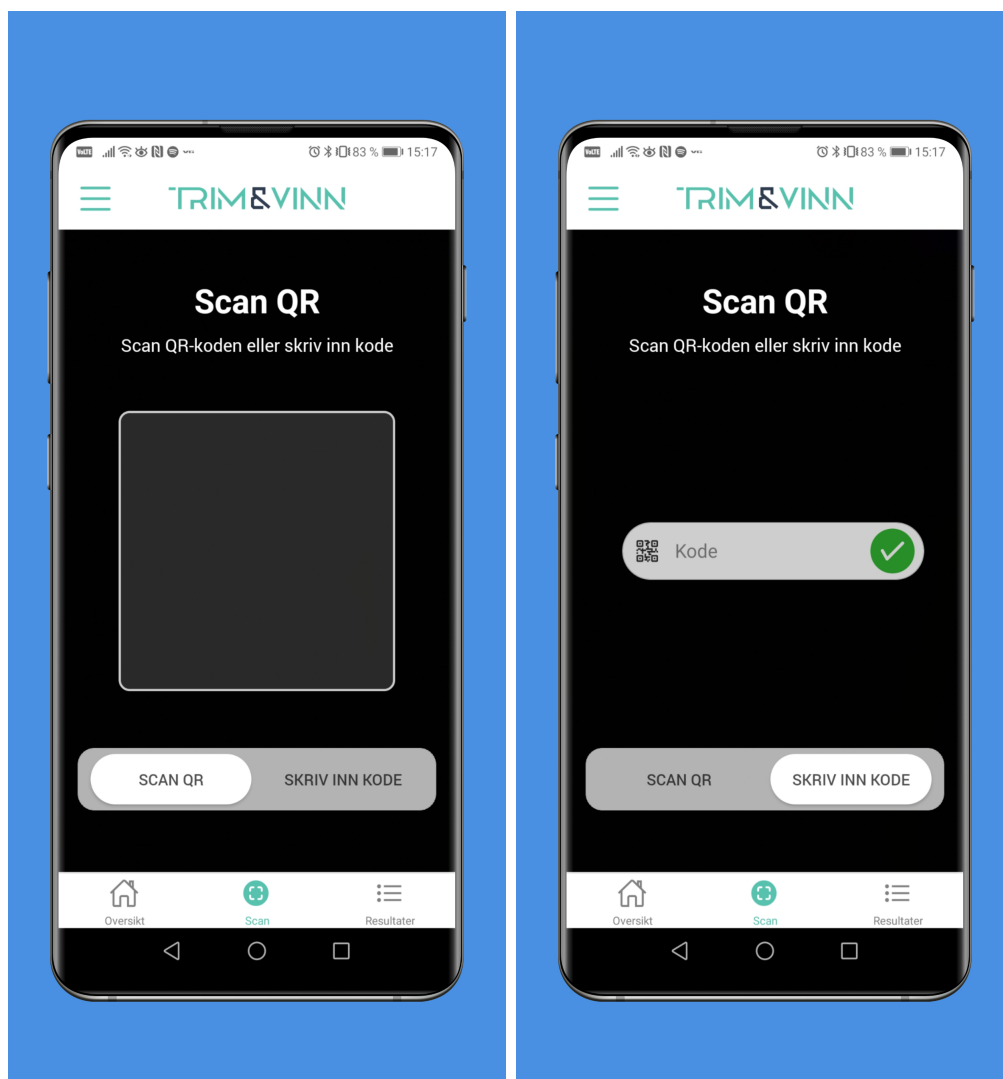 VoLTE 83 % 15:17
TRIM&VINN
Scan QR
Scan QR-koden eller skriv inn kode
SCAN QR SKRIV INN KODE
Oversikt Scan Resultater
VoLTE 83 % 15:17
TRIM&VINN
Scan QR
Scan QR-koden eller skriv inn kode
Kode
SCAN QR SKRIV INN KODE
Oversikt Scan Resultater